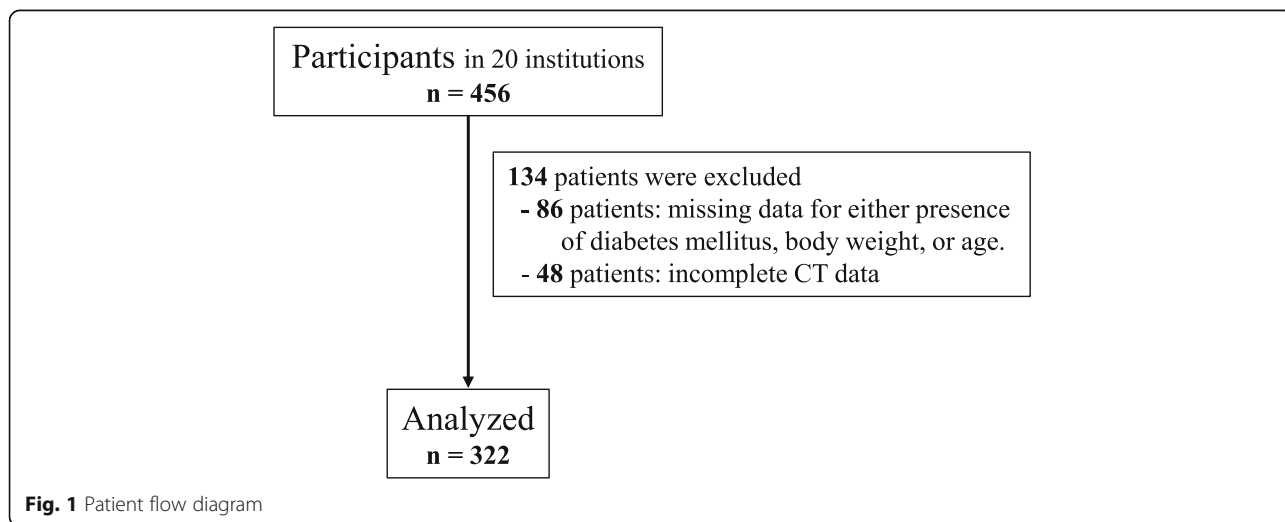 Participants in 20 institutions
n = 456
134 patients were excluded
- 86 patients: missing data for either presence
of diabetes mellitus, body weight, or age.
- 48 patients: incomplete CT data
Analyzed
n = 322
Fig. 1 Patient flow diagram